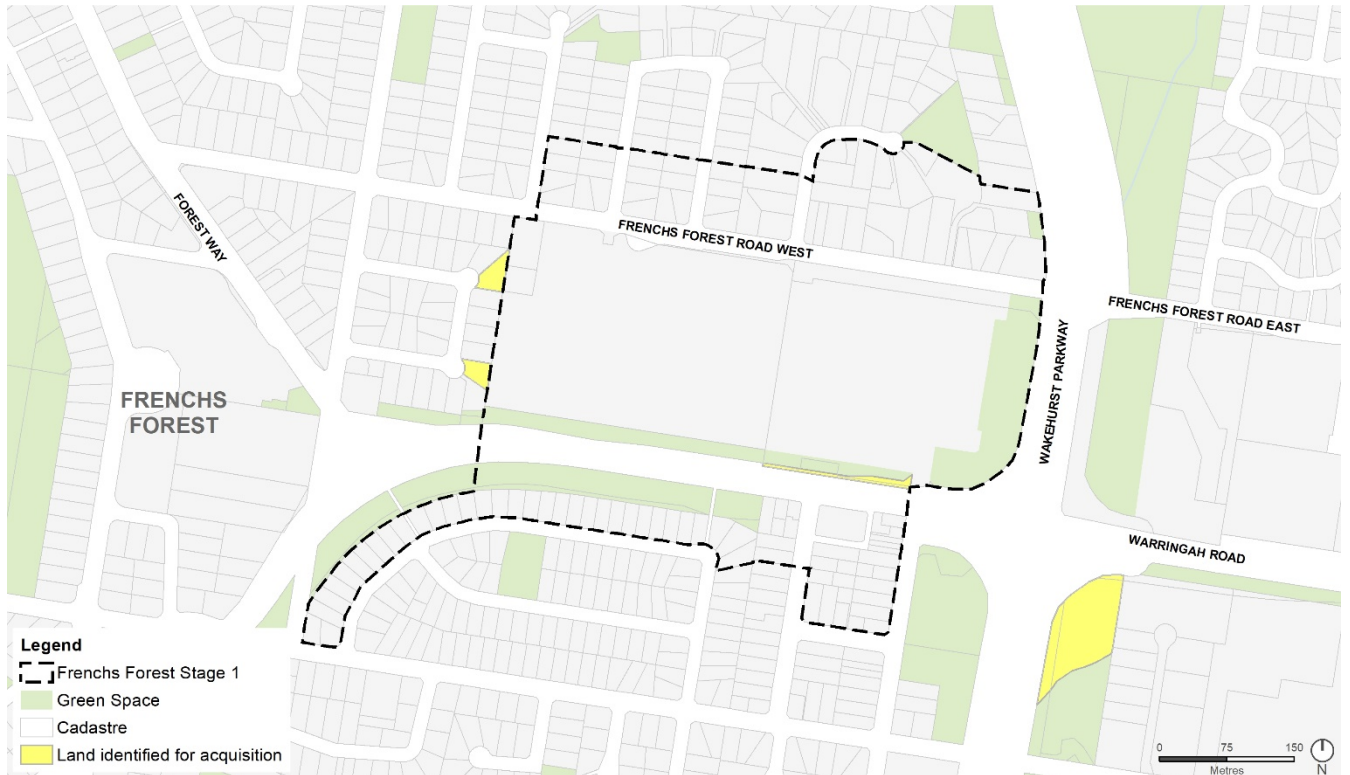 FOREST WAY
FRENCHS FOREST ROAD WEST
FRENCHS FOREST ROAD EAST
WAKEHURST PARKWAY
FRENCHS
FOREST
WARRINGAH ROAD
Legend
Frenchs Forest Stage 1
Green Space
Cadastre
Land identified for acquisition
0 75 150
Metres
N